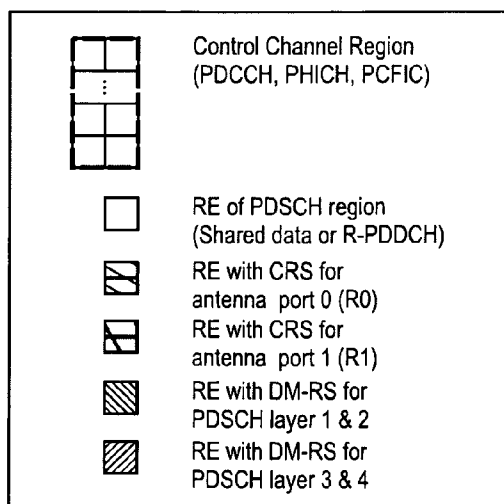 Control Channel Region
(PDCCH, PHICH, PCFIC)
RE of PDSCH region
(Shared data or R-PDDCH)
RE with CRS for
antenna port 0 (R0)
RE with CRS for
antenna port 1 (R1)
RE with DM-RS for
PDSCH layer 1 & 2
RE with DM-RS for
PDSCH layer 3 & 4